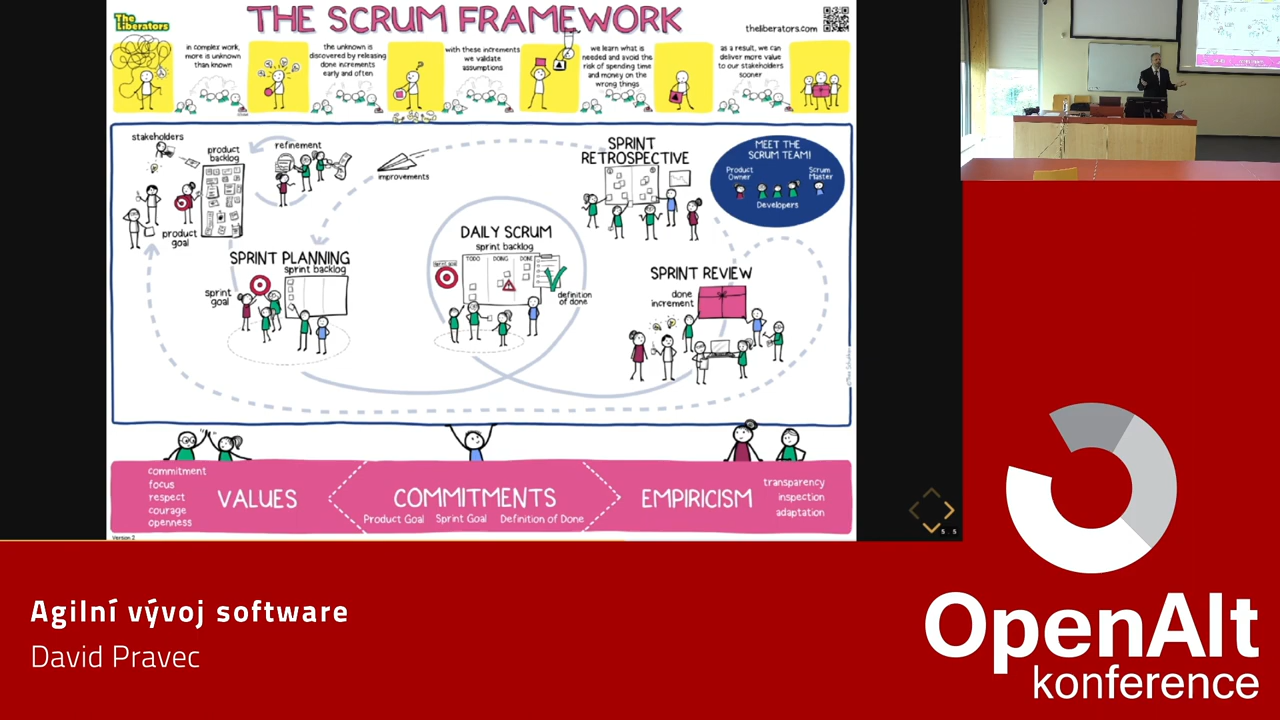 The
Liberators
THE SCRUM FRAMEWORK
theliberators.com
in complex work,
more is unknown
than known
the unknown is
discovered by releasing
done increments
early and often
with these increments
we validate
assumptions
we learn what is
needed and avoid the
risk of spending time
and money on the
wrong things
as a result, we can
deliver more value
to our stakeholders
sooner
stakeholders
product
backlog
refinement
improvements
product
goal
SPRINT
RETROSPECTIVE
MEET THE
SCRUM TEAM!
Product
Owner
Scrum
Master
Developers
SPRINT PLANNING
sprint backlog
sprint
goal
DAILY SCRUM
sprint backlog
TODO
DOING
DONE
definition
of done
SPRINT REVIEW
done
increment
commitment
focus
respect
courage
openness
VALUES
COMMITMENTS
Product Goal
Sprint Goal
Definition of Done
EMPIRICISM
transparency
inspection
adaptation
Version 2
5.5
Agilní vývoj software
David Pravec
OpenAlt
konference